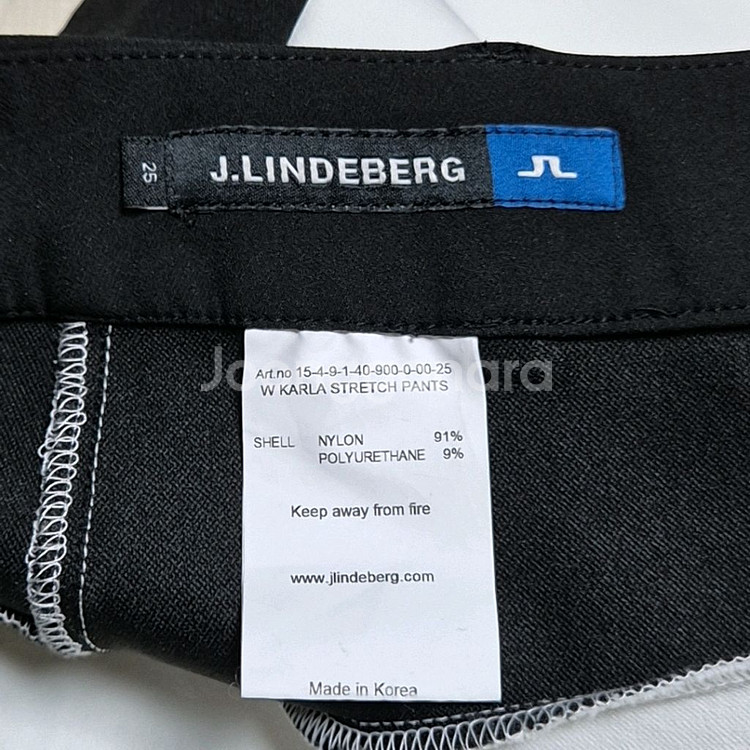 25
J.LINDEBERG
Art.no 15-4-9-1-40-900-0-00-25
W KARLA STRETCH PANTS
SHELL NYLON 91%
POLYURETHANE 9%
Keep away from fire
www.jlindeberg.com
Made in Korea